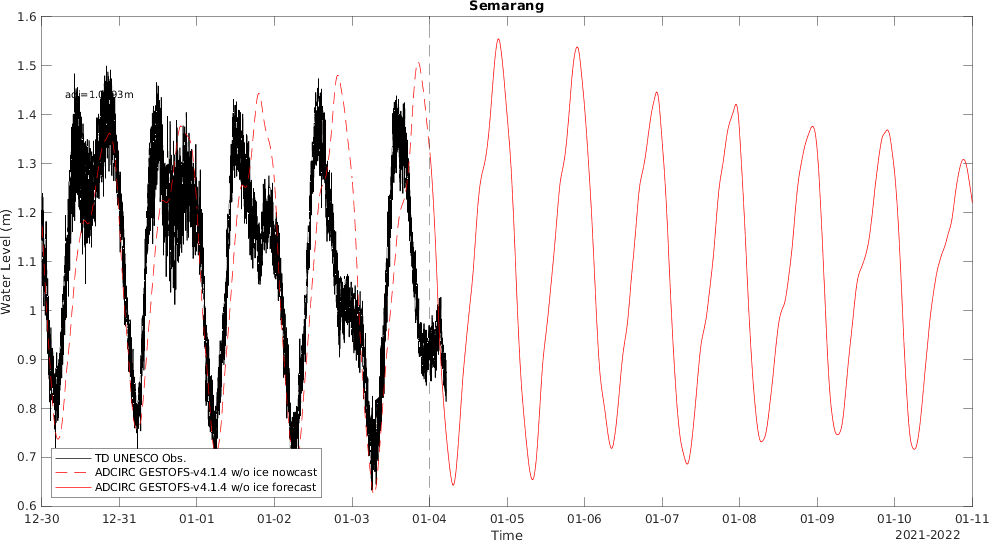 Semarang
1.6
1.5
1.4
1.3
1.2
1.1
1
0.9
0.8
0.7
0.6
Water Level (m)
TD UNESCO Obs.
ADCIRC GESTOFS-v4.1.4 w/o ice nowcast
ADCIRC GESTOFS-v4.1.4 w/o ice forecast
12-30 12-31 01-01 01-02 01-03 01-04 01-05 01-06 01-07 01-08 01-09 01-10 01-11
Time
2021-2022